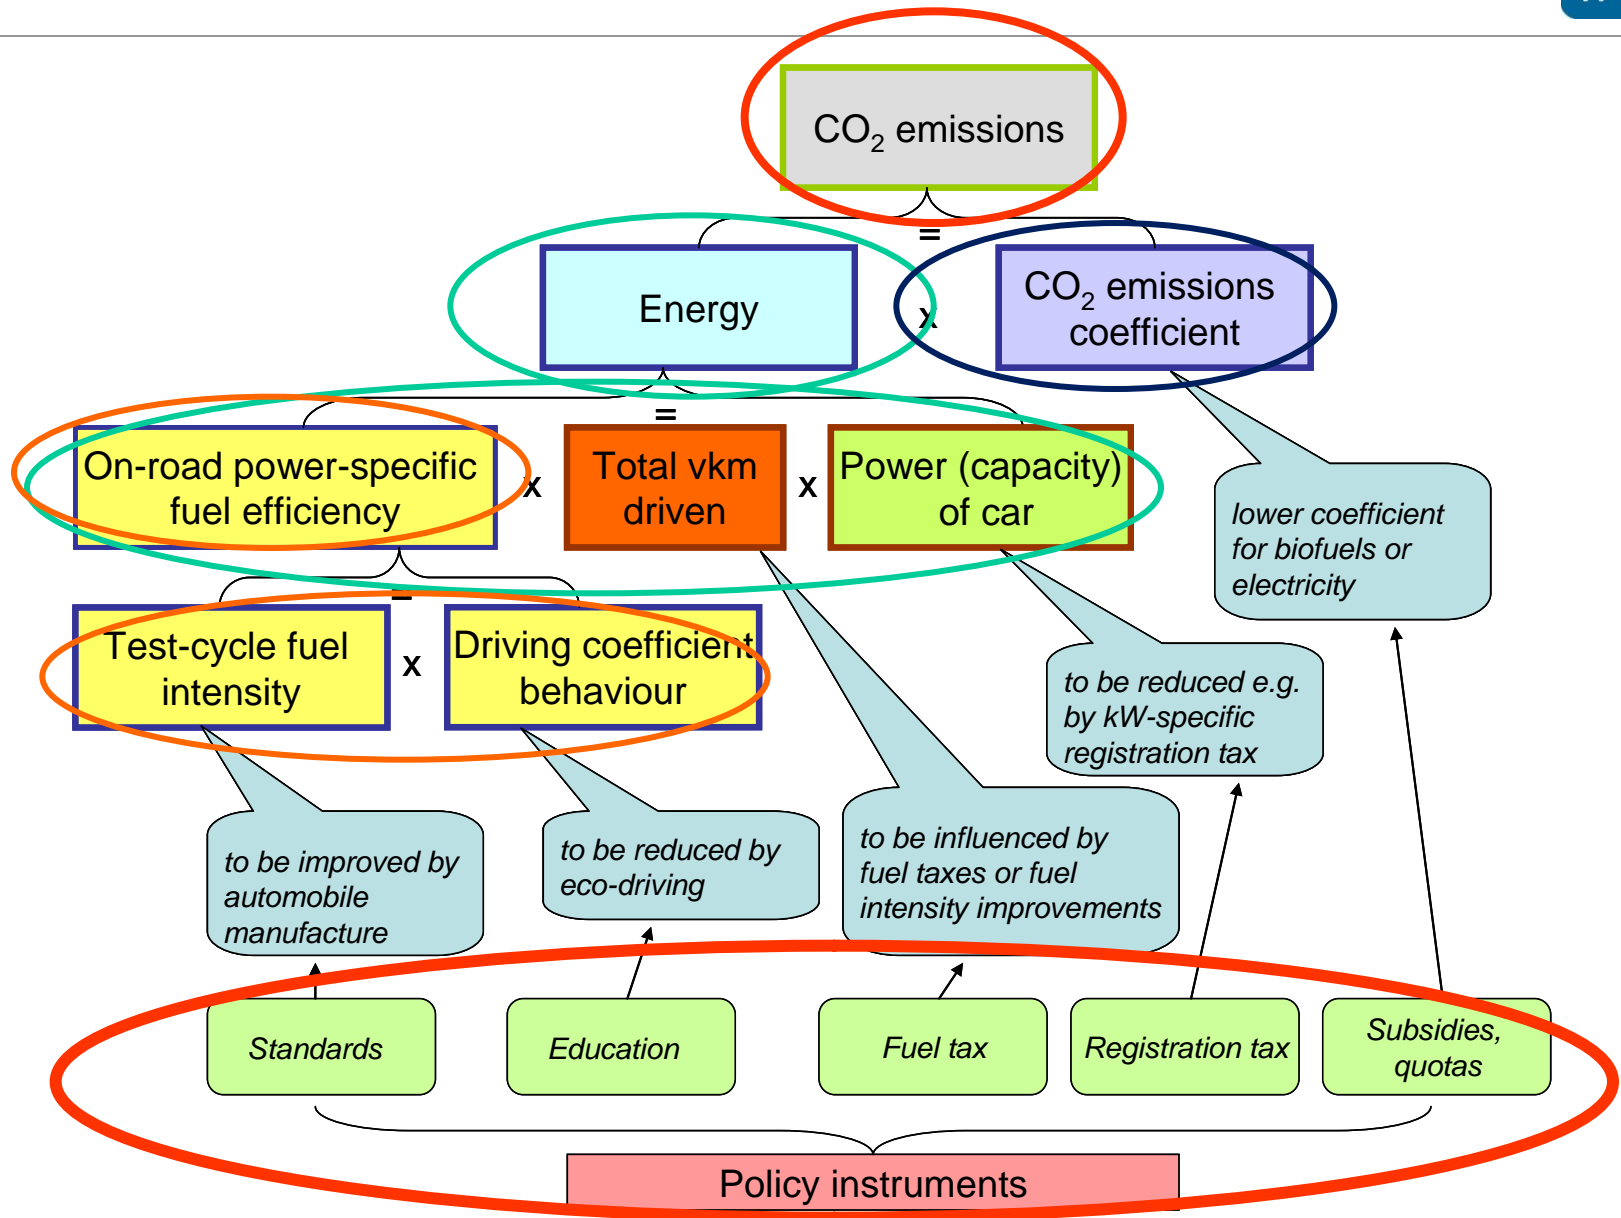 CO₂ emissions
=
Energy
x
CO₂ emissions
coefficient
=
On-road power-specific
fuel efficiency
x
Total vkm
driven
x
Power (capacity)
of car
lower coefficient
for biofuels or
electricity
=
Test-cycle fuel
intensity
x
Driving coefficient
behaviour
to be reduced e.g.
by kW-specific
registration tax
to be improved by
automobile
manufacture
to be reduced by
eco-driving
to be influenced by
fuel taxes or fuel
intensity improvements
Standards
Education
Fuel tax
Registration tax
Subsidies,
quotas
Policy instruments